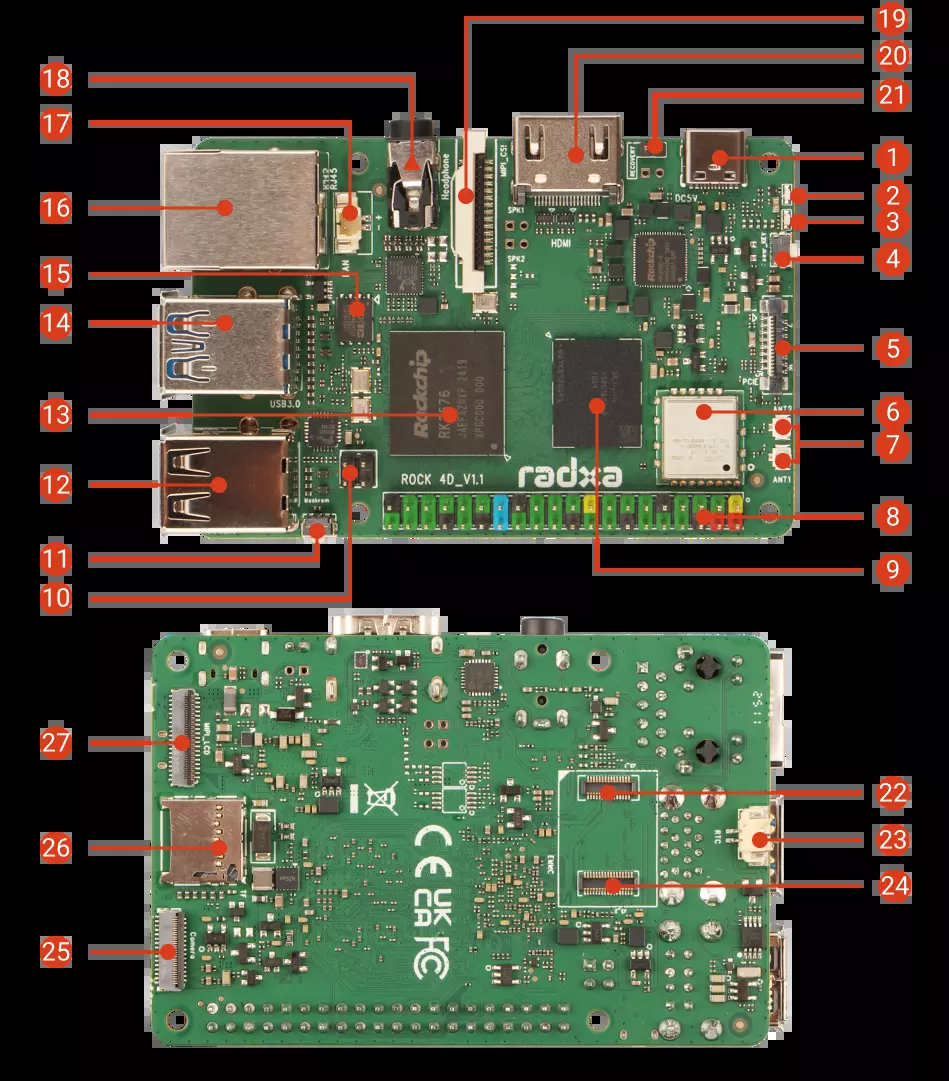 19
20
21
18
17
1
2
3
4
16
15
14
5
6
7
13
12
8
11
9
10
RJ45
Headphone
MIPI_CSI
RECOVERY
DC5V
SPK1
SPK2
HDMI
+
-
Rockchip
USB3.0
PCIE
ANT2
ANT1
Maskrom
ROCK 4D_V1.1
radxa
27
26
25
22
23
24
MIPI_LCD
Camera
EMMC
RTC
CE
UK
CA
FC